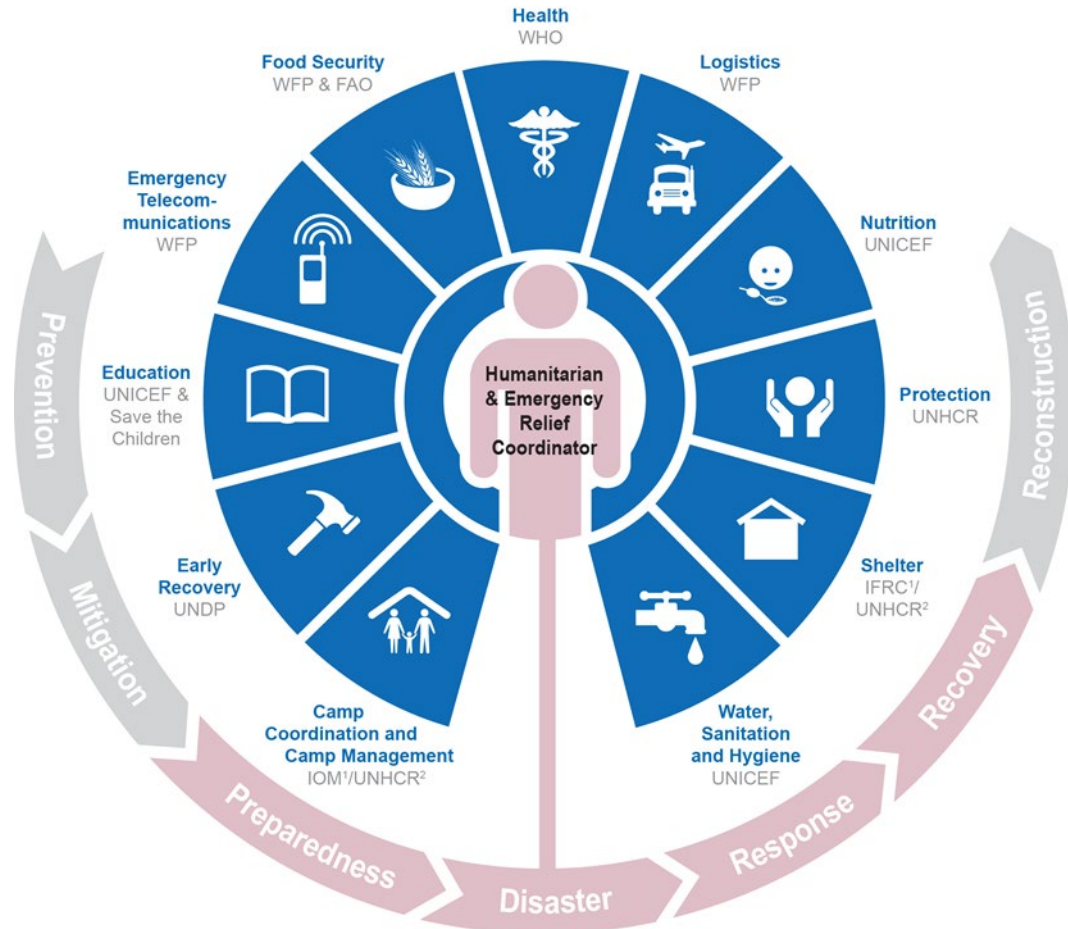 Health
WHO
Logistics
WFP
Food Security
WFP & FAO
Emergency
Telecom-
munications
WFP
Nutrition
UNICEF
Education
UNICEF &
Save the
Children
Protection
UNHCR
Humanitarian
& Emergency
Relief
Coordinator
Early
Recovery
UNDP
Shelter
IFRC¹/
UNHCR²
Camp
Coordination and
Camp Management
IOM¹/UNHCR²
Water,
Sanitation
and Hygiene
UNICEF
Prevention
Mitigation
Preparedness
Disaster
Response
Recovery
Reconstruction